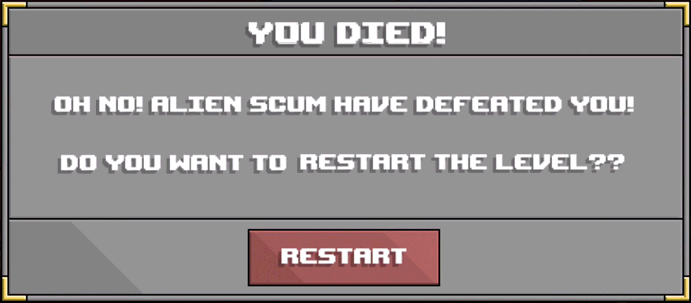 YOU DIED!
OH NO! ALIEN SCUM HAVE DEFEATED YOU!
DO YOU WANT TO RESTART THE LEVEL??
RESTART